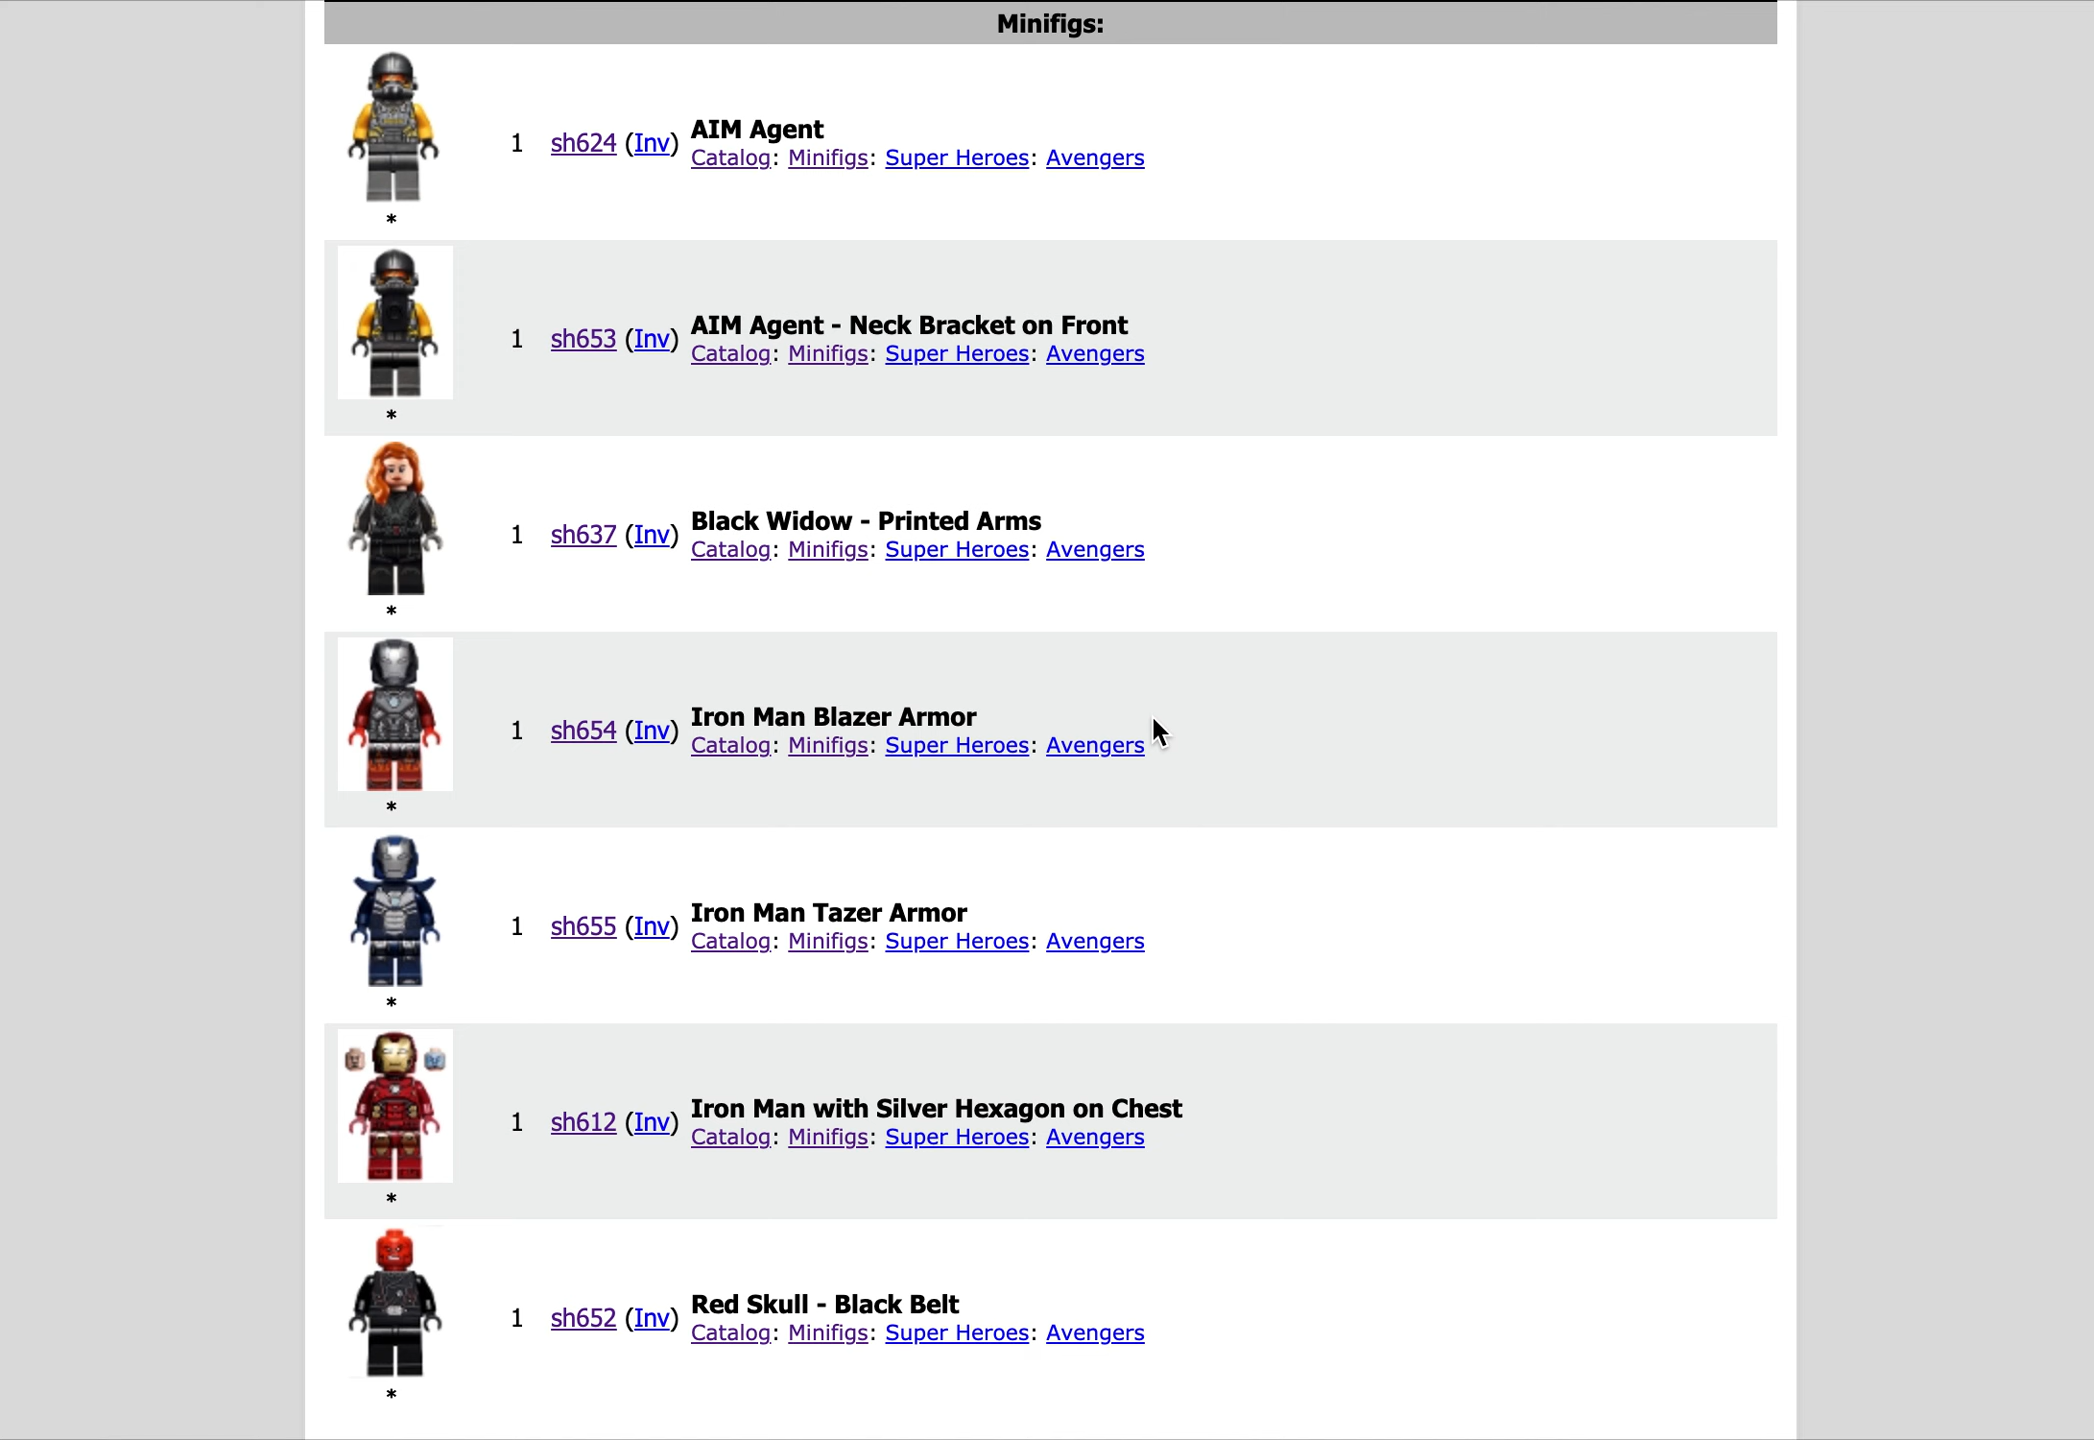 Minifigs:
AIM Agent
1 sh624 (Inv) Catalog: Minifigs: Super Heroes: Avengers
*
AIM Agent - Neck Bracket on Front
1 sh653 (Inv) Catalog: Minifigs: Super Heroes: Avengers
*
Black Widow - Printed Arms
1 sh637 (Inv) Catalog: Minifigs: Super Heroes: Avengers
*
Iron Man Blazer Armor
1 sh654 (Inv) Catalog: Minifigs: Super Heroes: Avengers
*
Iron Man Tazer Armor
1 sh655 (Inv) Catalog: Minifigs: Super Heroes: Avengers
*
Iron Man with Silver Hexagon on Chest
1 sh612 (Inv) Catalog: Minifigs: Super Heroes: Avengers
*
Red Skull - Black Belt
1 sh652 (Inv) Catalog: Minifigs: Super Heroes: Avengers
*